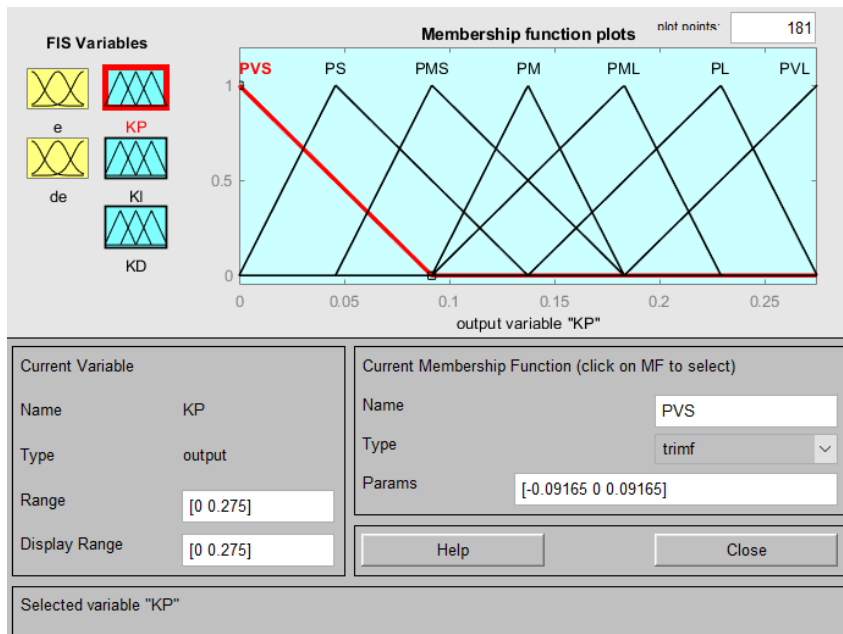 FIS Variables
Membership function plots
plot points:
181
e
KP
de
KI
KD
PVS PS PMS PM PML PL PVL
1
0.5
0
0 0.05 0.1 0.15 0.2 0.25
output variable "KP"
Current Variable
Name KP
Type output
Range [0 0.275]
Display Range [0 0.275]
Current Membership Function (click on MF to select)
Name PVS
Type trimf
Params [-0.09165 0 0.09165]
Help Close
Selected variable "KP"